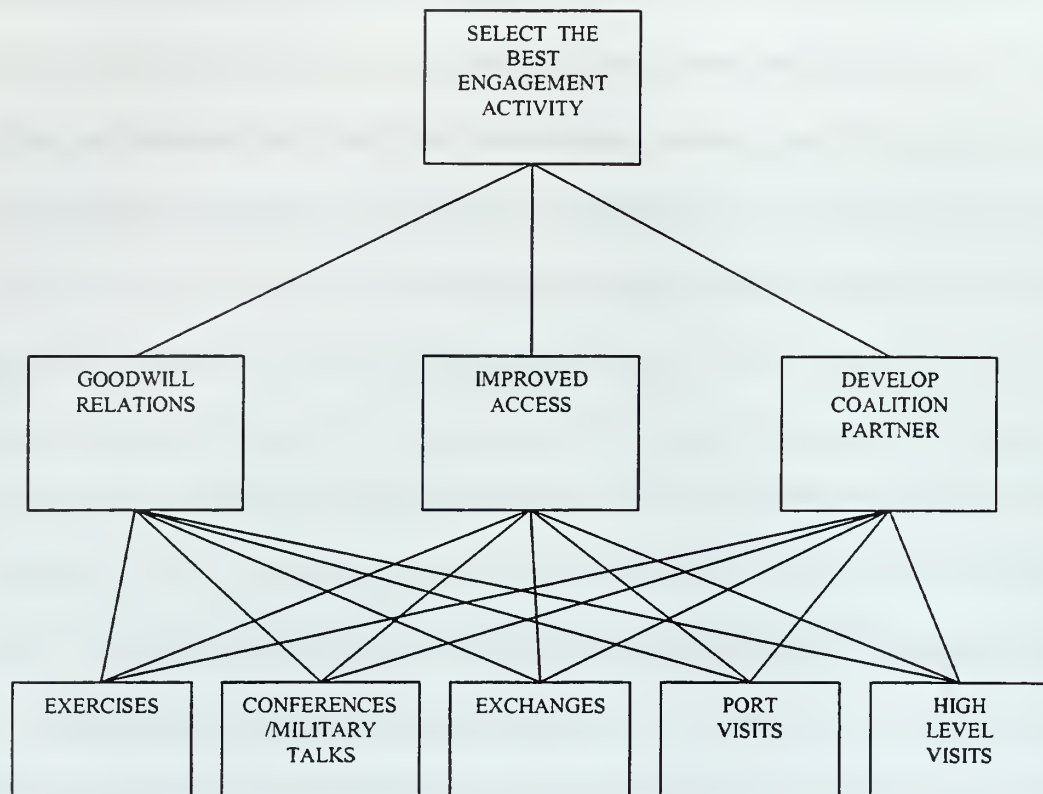 SELECT THE
BEST
ENGAGEMENT
ACTIVITY
GOODWILL
RELATIONS
IMPROVED
ACCESS
DEVELOP
COALITION
PARTNER
EXERCISES
CONFERENCES
/MILITARY
TALKS
EXCHANGES
PORT
VISITS
HIGH
LEVEL
VISITS